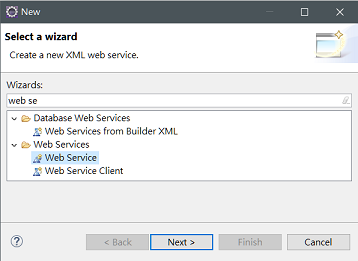 New
Select a wizard
Create a new XML web service.
Wizards:
web se
Database Web Services
Web Services from Builder XML
Web Services
Web Service
Web Service Client
?
< Back
Next >
Finish
Cancel